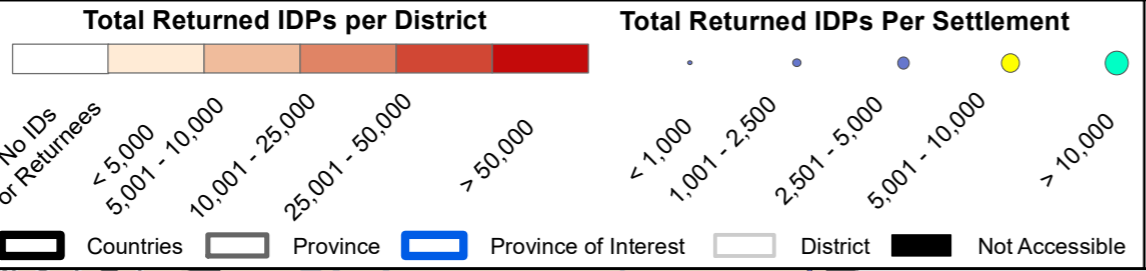 Total Returned IDPs per District
No IDs
or Returnees
< 5,000
5,001 - 10,000
10,001 - 25,000
25,001 - 50,000
> 50,000
Total Returned IDPs Per Settlement
< 1,000
1,001 - 2,500
2,501 - 5,000
5,001 - 10,000
> 10,000
Countries
Province
Province of Interest
District
Not Accessible